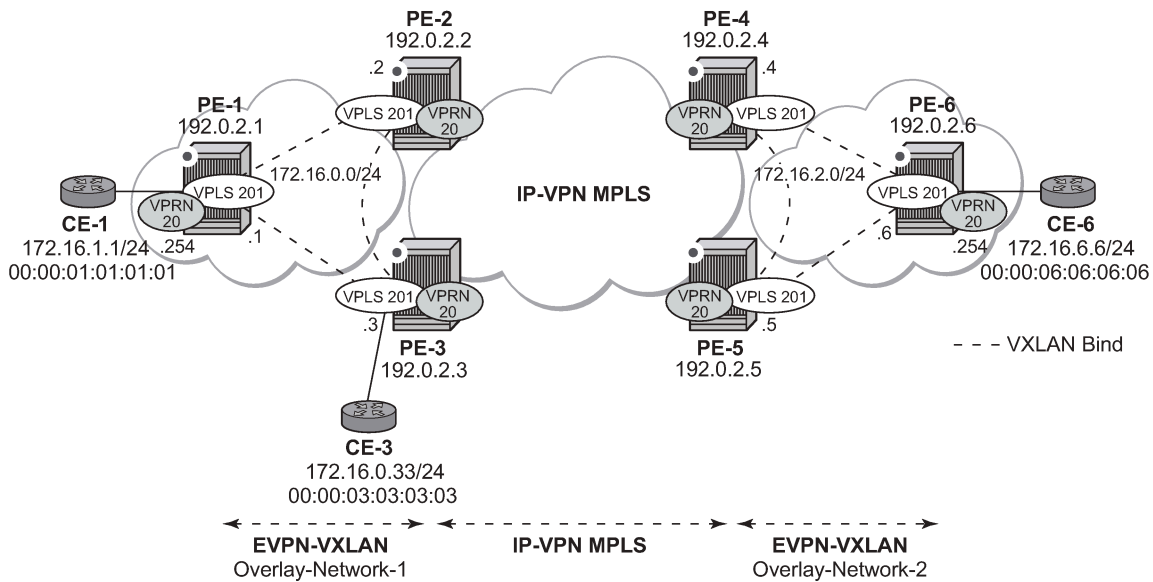 PE-2
192.0.2.2
.2
VPLS 201
VPRN
20
PE-4
192.0.2.4
.4
VPRN
20
VPLS 201
PE-1
192.0.2.1
VPLS 201
VPRN
20
.1
.254
172.16.0.0/24
CE-1
172.16.1.1/24
00:00:01:01:01:01
IP-VPN MPLS
172.16.2.0/24
PE-6
192.0.2.6
VPLS 201
VPRN
20
.6
.254
CE-6
172.16.6.6/24
00:00:06:06:06:06
VPLS 201
VPRN
20
.3
PE-3
192.0.2.3
VPRN
20
VPLS 201
.5
PE-5
192.0.2.5
VXLAN Bind
CE-3
172.16.0.33/24
00:00:03:03:03:03
EVPN-VXLAN
Overlay-Network-1
IP-VPN MPLS
EVPN-VXLAN
Overlay-Network-2